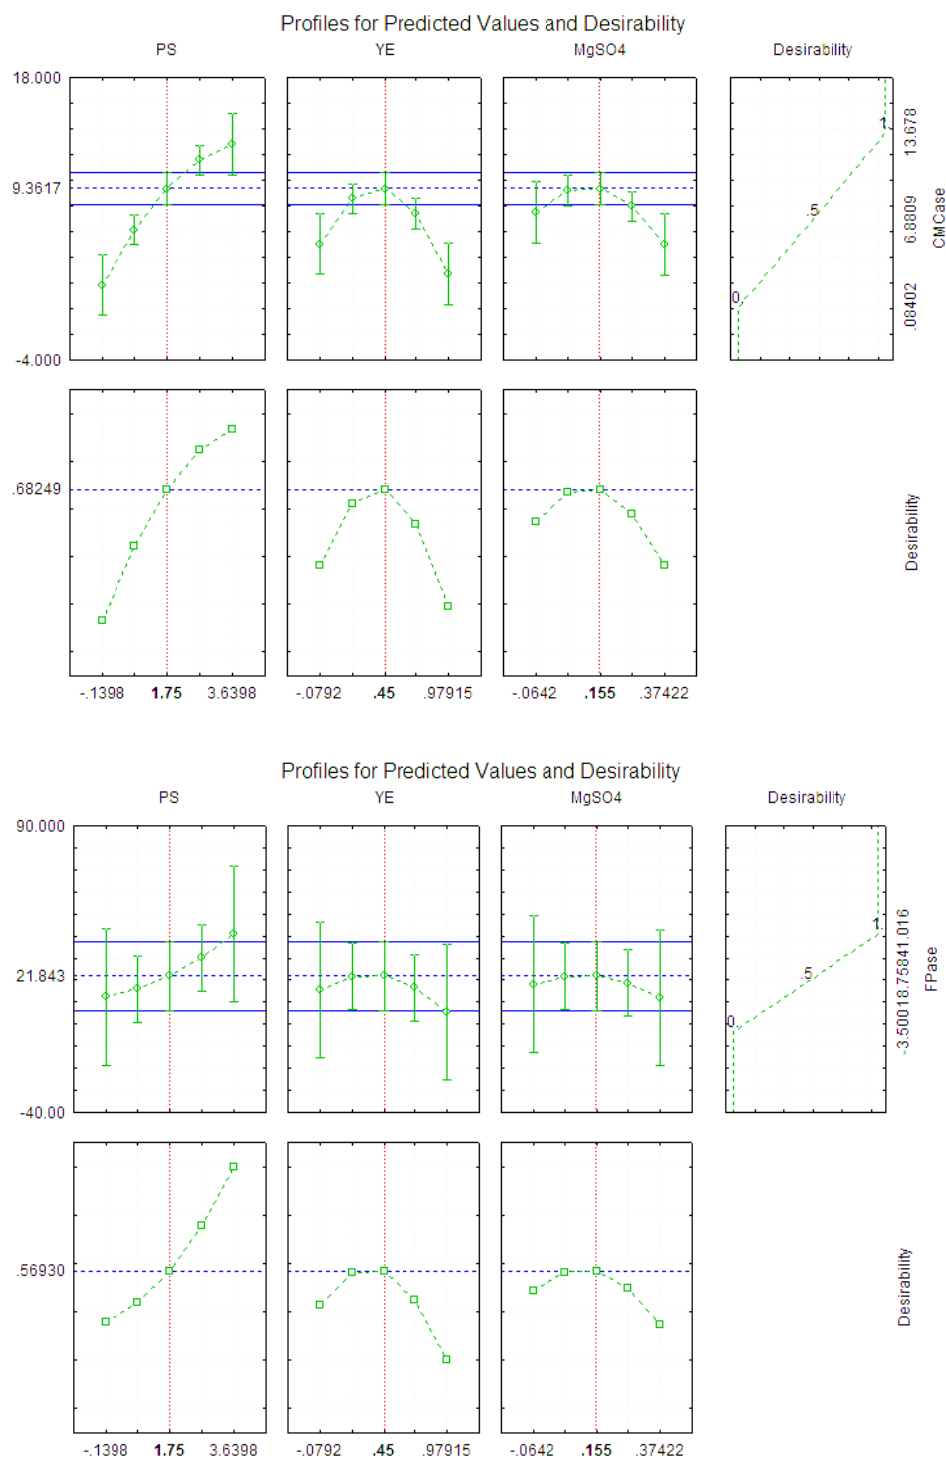 Profiles for Predicted Values and Desirability
PS YE MgSO4 Desirability
18.000
9.3617
-4.000
1.
.5
0.
13.678
6.8809
.08402
CMCase
.68249
Desirability
-.1398 1.75 3.6398 -.0792 .45 .97915 -.0642 .155 .37422
Profiles for Predicted Values and Desirability
PS YE MgSO4 Desirability
90.000
21.843
-40.00
1.
.5
0.
-3.50018.75841.016
FPase
.56930
Desirability
-.1398 1.75 3.6398 -.0792 .45 .97915 -.0642 .155 .37422